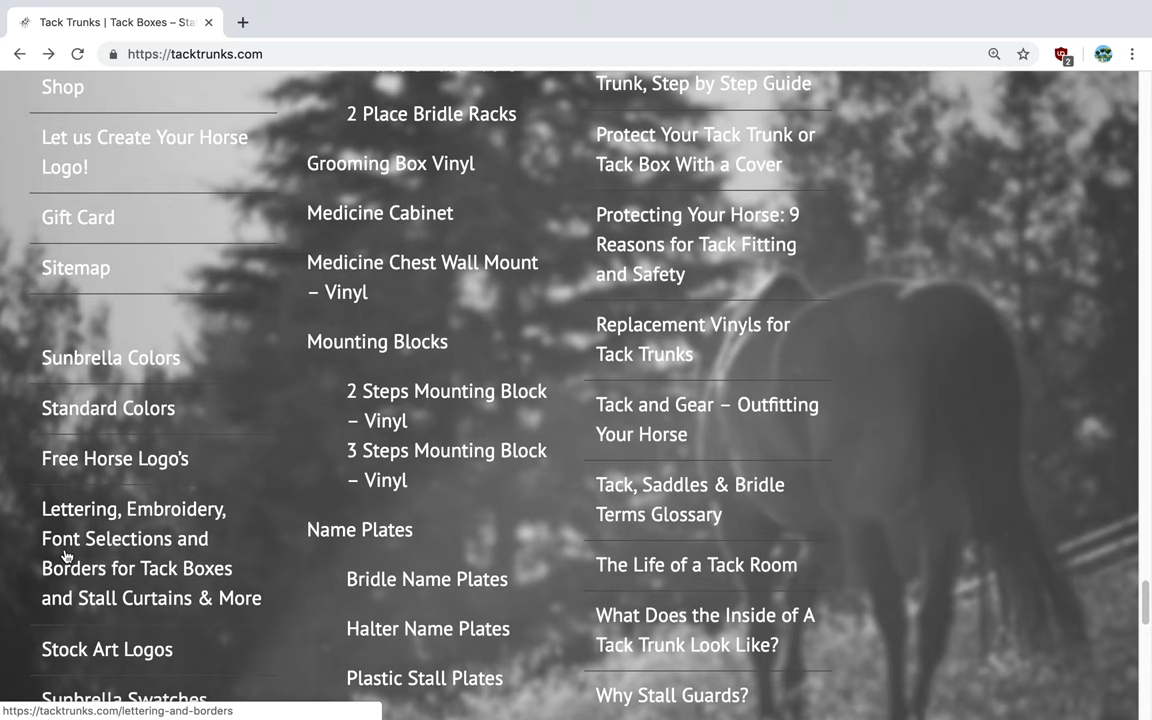 Tack Trunks | Tack Boxes – Sta
https://tacktrunks.com
2
Shop
Let us Create Your Horse
Logo!
Gift Card
Sitemap
Sunbrella Colors
Standard Colors
Free Horse Logo's
Lettering, Embroidery,
Font Selections and
Borders for Tack Boxes
and Stall Curtains & More
Stock Art Logos
Sunbrella Swatches
2 Place Bridle Racks
Grooming Box Vinyl
Medicine Cabinet
Medicine Chest Wall Mount
– Vinyl
Mounting Blocks
2 Steps Mounting Block
– Vinyl
3 Steps Mounting Block
– Vinyl
Name Plates
Bridle Name Plates
Halter Name Plates
Plastic Stall Plates
Trunk, Step by Step Guide
Protect Your Tack Trunk or
Tack Box With a Cover
Protecting Your Horse: 9
Reasons for Tack Fitting
and Safety
Replacement Vinyls for
Tack Trunks
Tack and Gear – Outfitting
Your Horse
Tack, Saddles & Bridle
Terms Glossary
The Life of a Tack Room
What Does the Inside of A
Tack Trunk Look Like?
Why Stall Guards?
https://tacktrunks.com/lettering-and-borders